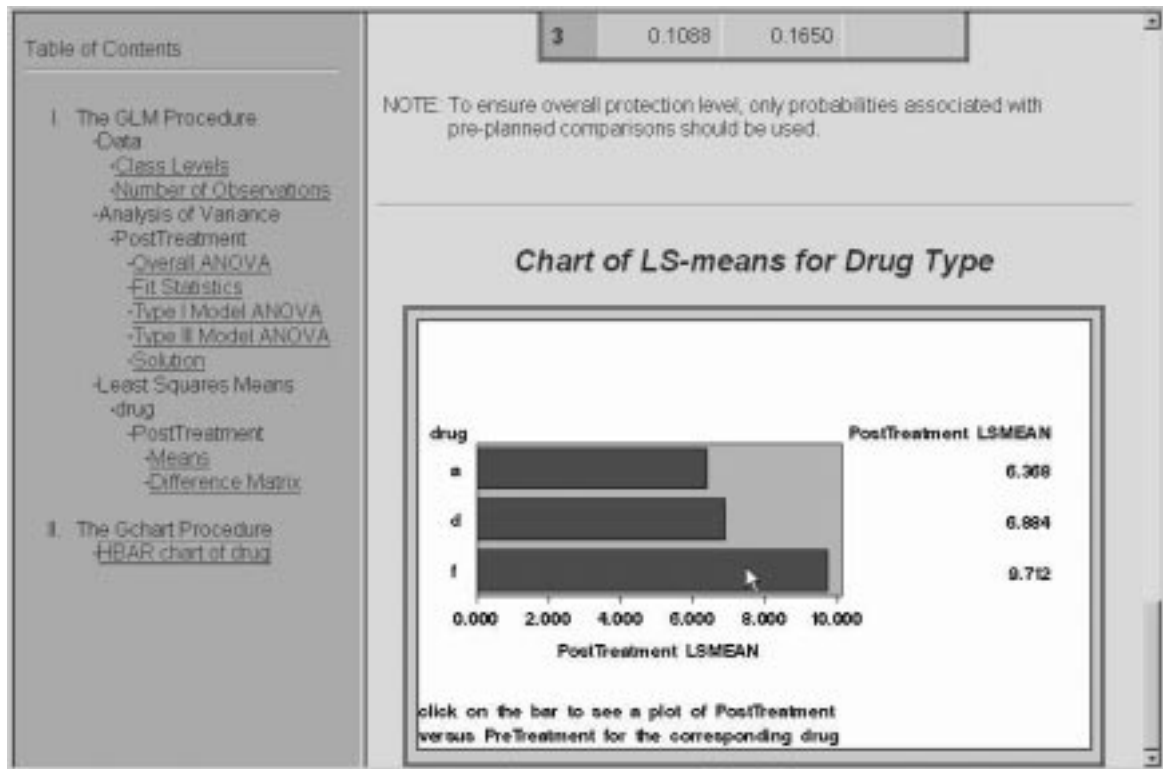 Table of Contents
I. The GLM Procedure
-Data
-Class Levels
-Number of Observations
-Analysis of Variance
-PostTreatment
-Overall ANOVA
-Fit Statistics
-Type I Model ANOVA
-Type III Model ANOVA
-Solution
-Least Squares Means
-drug
-PostTreatment
-Means
-Difference Matrix
II. The Gchart Procedure
-HBAR chart of drug
3 0.1088 0.1650
NOTE: To ensure overall protection level, only probabilities associated with
pre-planned comparisons should be used.
Chart of LS-means for Drug Type
drug PostTreatment LSMEAN
a 6.368
d 6.884
f 9.712
0.000 2.000 4.000 6.000 8.000 10.000
PostTreatment LSMEAN
click on the bar to see a plot of PostTreatment
versus PreTreatment for the corresponding drug